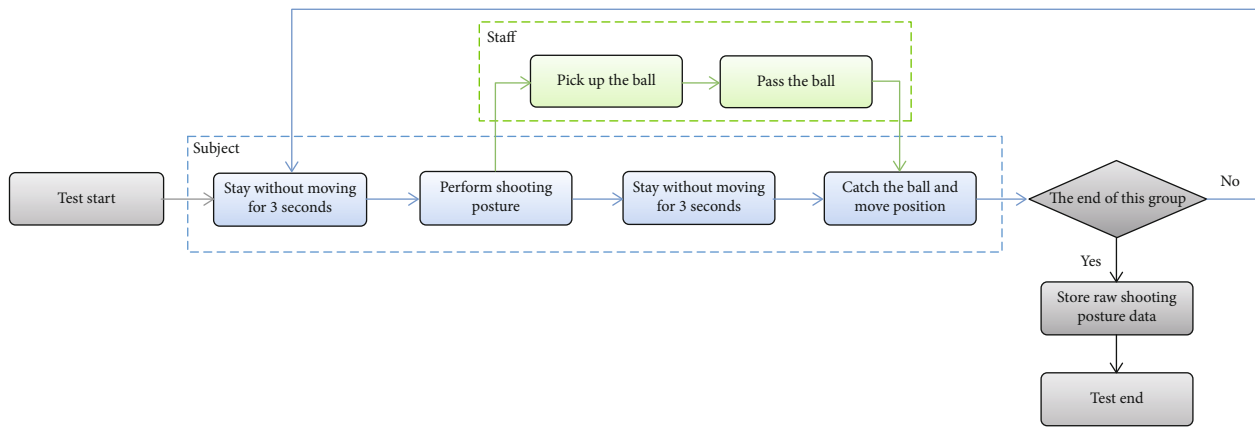 Staff
Pick up the ball
Pass the ball
Subject
Test start
Stay without moving
for 3 seconds
Perform shooting
posture
Stay without moving
for 3 seconds
Catch the ball and
move position
The end of this group
No
Yes
Store raw shooting
posture data
Test end